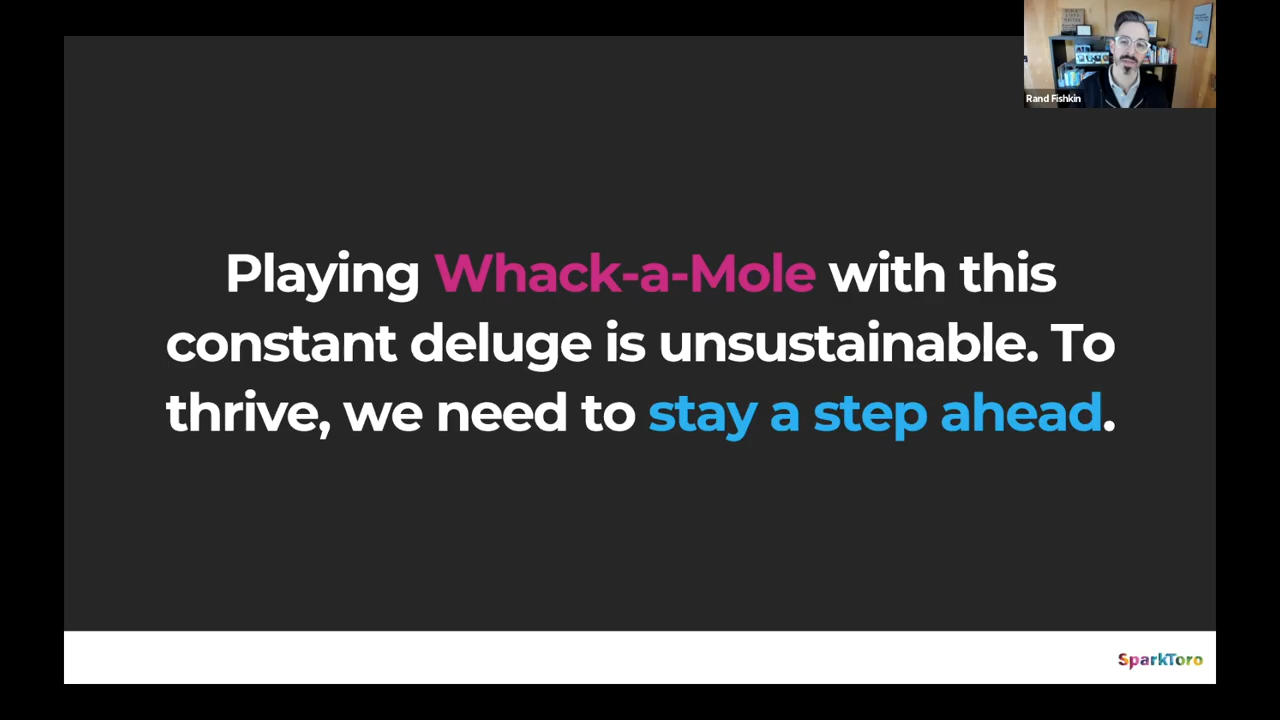 Rand Fishkin
Playing Whack-a-Mole with this
constant deluge is unsustainable. To
thrive, we need to stay a step ahead.
SparkToro